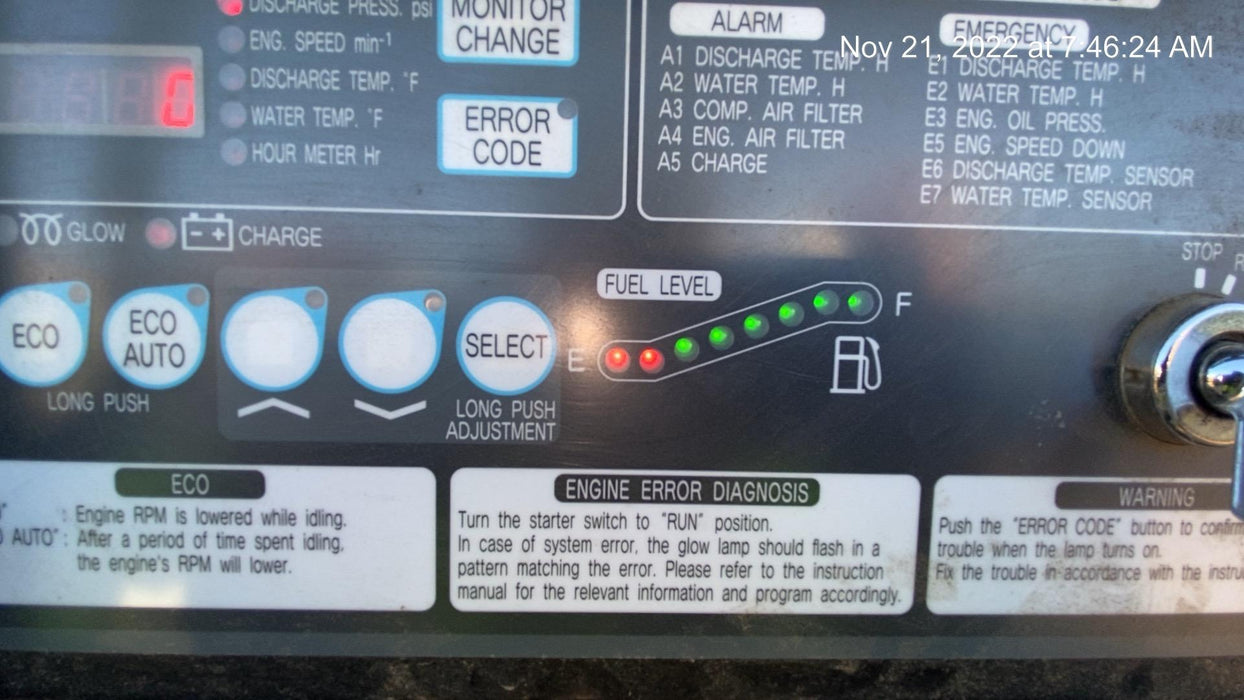 DISCHARGE PRESS. psi
ENG. SPEED min⁻¹
DISCHARGE TEMP. °F
WATER TEMP. °F
HOUR METER Hr
MONITOR
CHANGE
ERROR
CODE
ALARM
A1 DISCHARGE TEMP. H
A2 WATER TEMP. H
A3 COMP. AIR FILTER
A4 ENG. AIR FILTER
A5 CHARGE
EMERGENCY
E1 DISCHARGE TEMP. H
E2 WATER TEMP. H
E3 ENG. OIL PRESS.
E5 ENG. SPEED DOWN
E6 DISCHARGE TEMP. SENSOR
E7 WATER TEMP. SENSOR
Nov 21, 2022 at 7:46:24 AM
GLOW
- +
CHARGE
STOP
R
ECO
ECO
AUTO
LONG PUSH
SELECT
LONG PUSH
ADJUSTMENT
FUEL LEVEL
E
F
ECO
: Engine RPM is lowered while idling.
AUTO" : After a period of time spent idling,
the engine's RPM will lower.
ENGINE ERROR DIAGNOSIS
Turn the starter switch to "RUN" position.
In case of system error, the glow lamp should flash in a
pattern matching the error. Please refer to the instruction
manual for the relevant information and program accordingly.
WARNING
Push the "ERROR CODE" button to confirm
trouble when the lamp turns on.
Fix the trouble in accordance with the instru